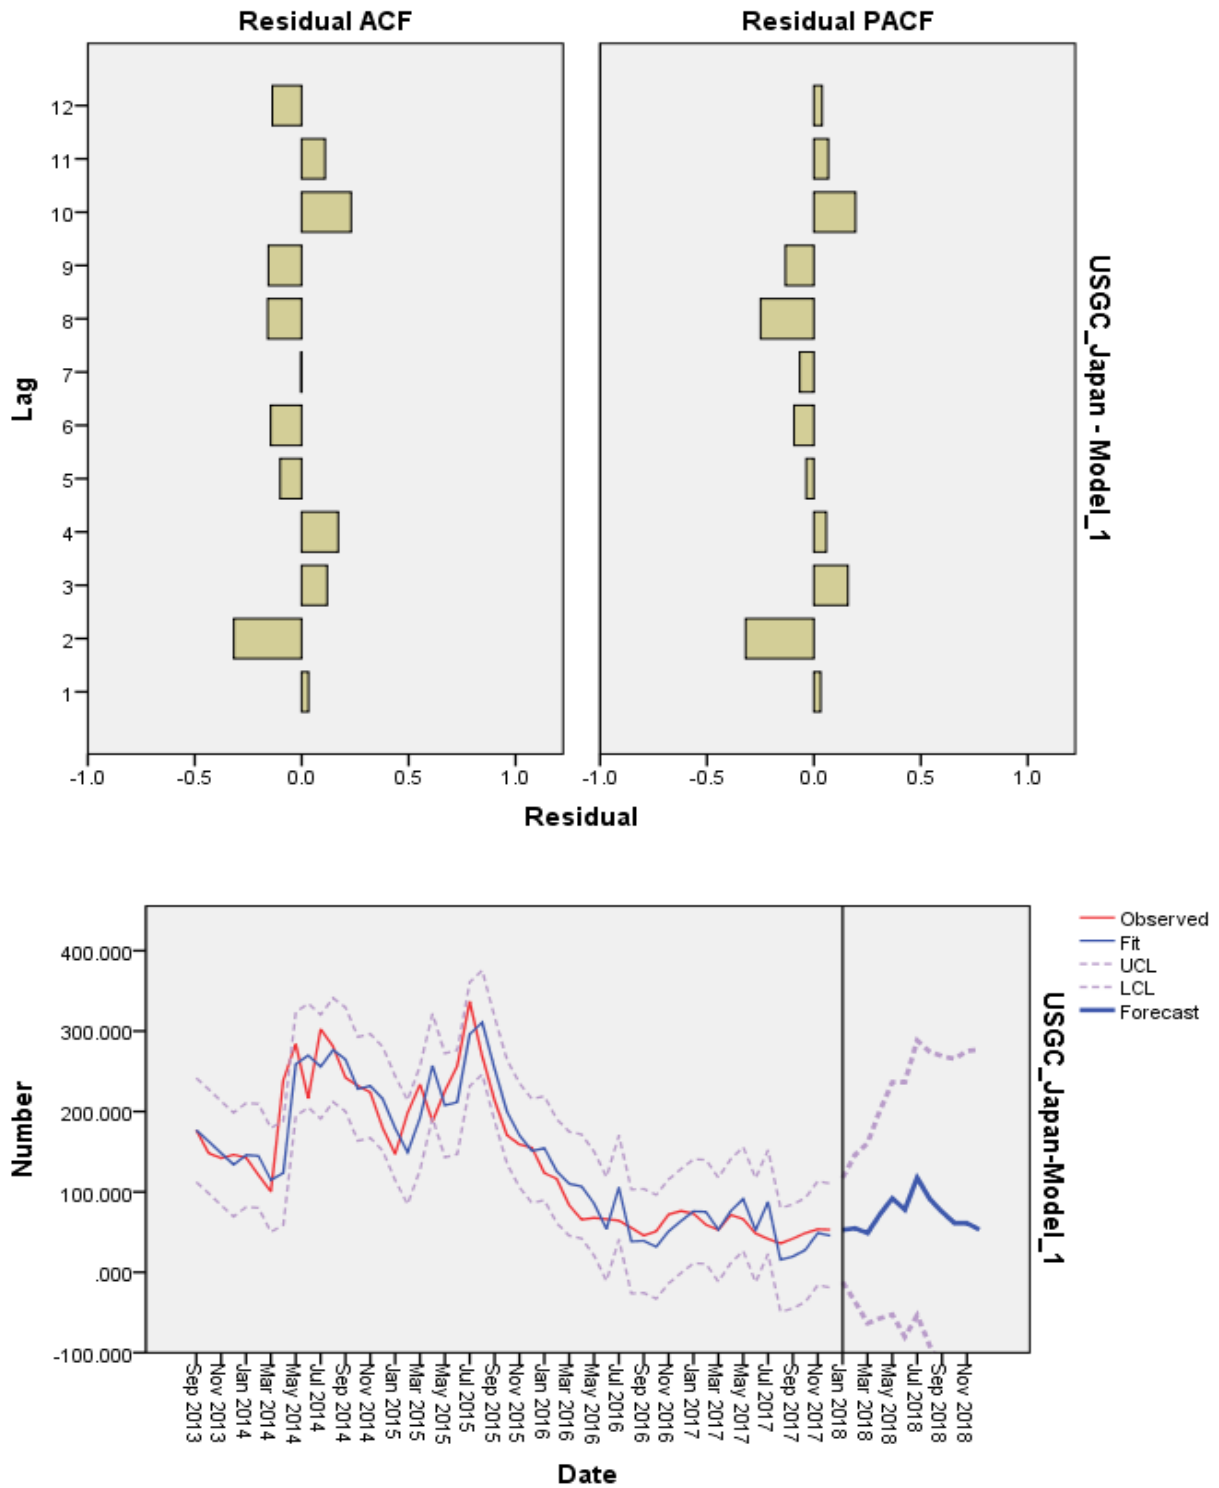 Residual ACF
Residual PACF
12
11
10
9
8
7
6
5
4
3
2
1
Lag
-1.0
-0.5
0.0
0.5
1.0
-1.0
-0.5
0.0
0.5
1.0
Residual
USGC_Japan - Model_1
400.000
300.000
200.000
100.000
.000
-100.000
Number
Sep 2013
Nov 2013
Jan 2014
Mar 2014
May 2014
Jul 2014
Sep 2014
Nov 2014
Jan 2015
Mar 2015
May 2015
Jul 2015
Sep 2015
Nov 2015
Jan 2016
Mar 2016
May 2016
Jul 2016
Sep 2016
Nov 2016
Jan 2017
Mar 2017
May 2017
Jul 2017
Sep 2017
Nov 2017
Jan 2018
Mar 2018
May 2018
Jul 2018
Sep 2018
Nov 2018
Date
Observed
Fit
UCL
LCL
Forecast
USGC_Japan-Model_1